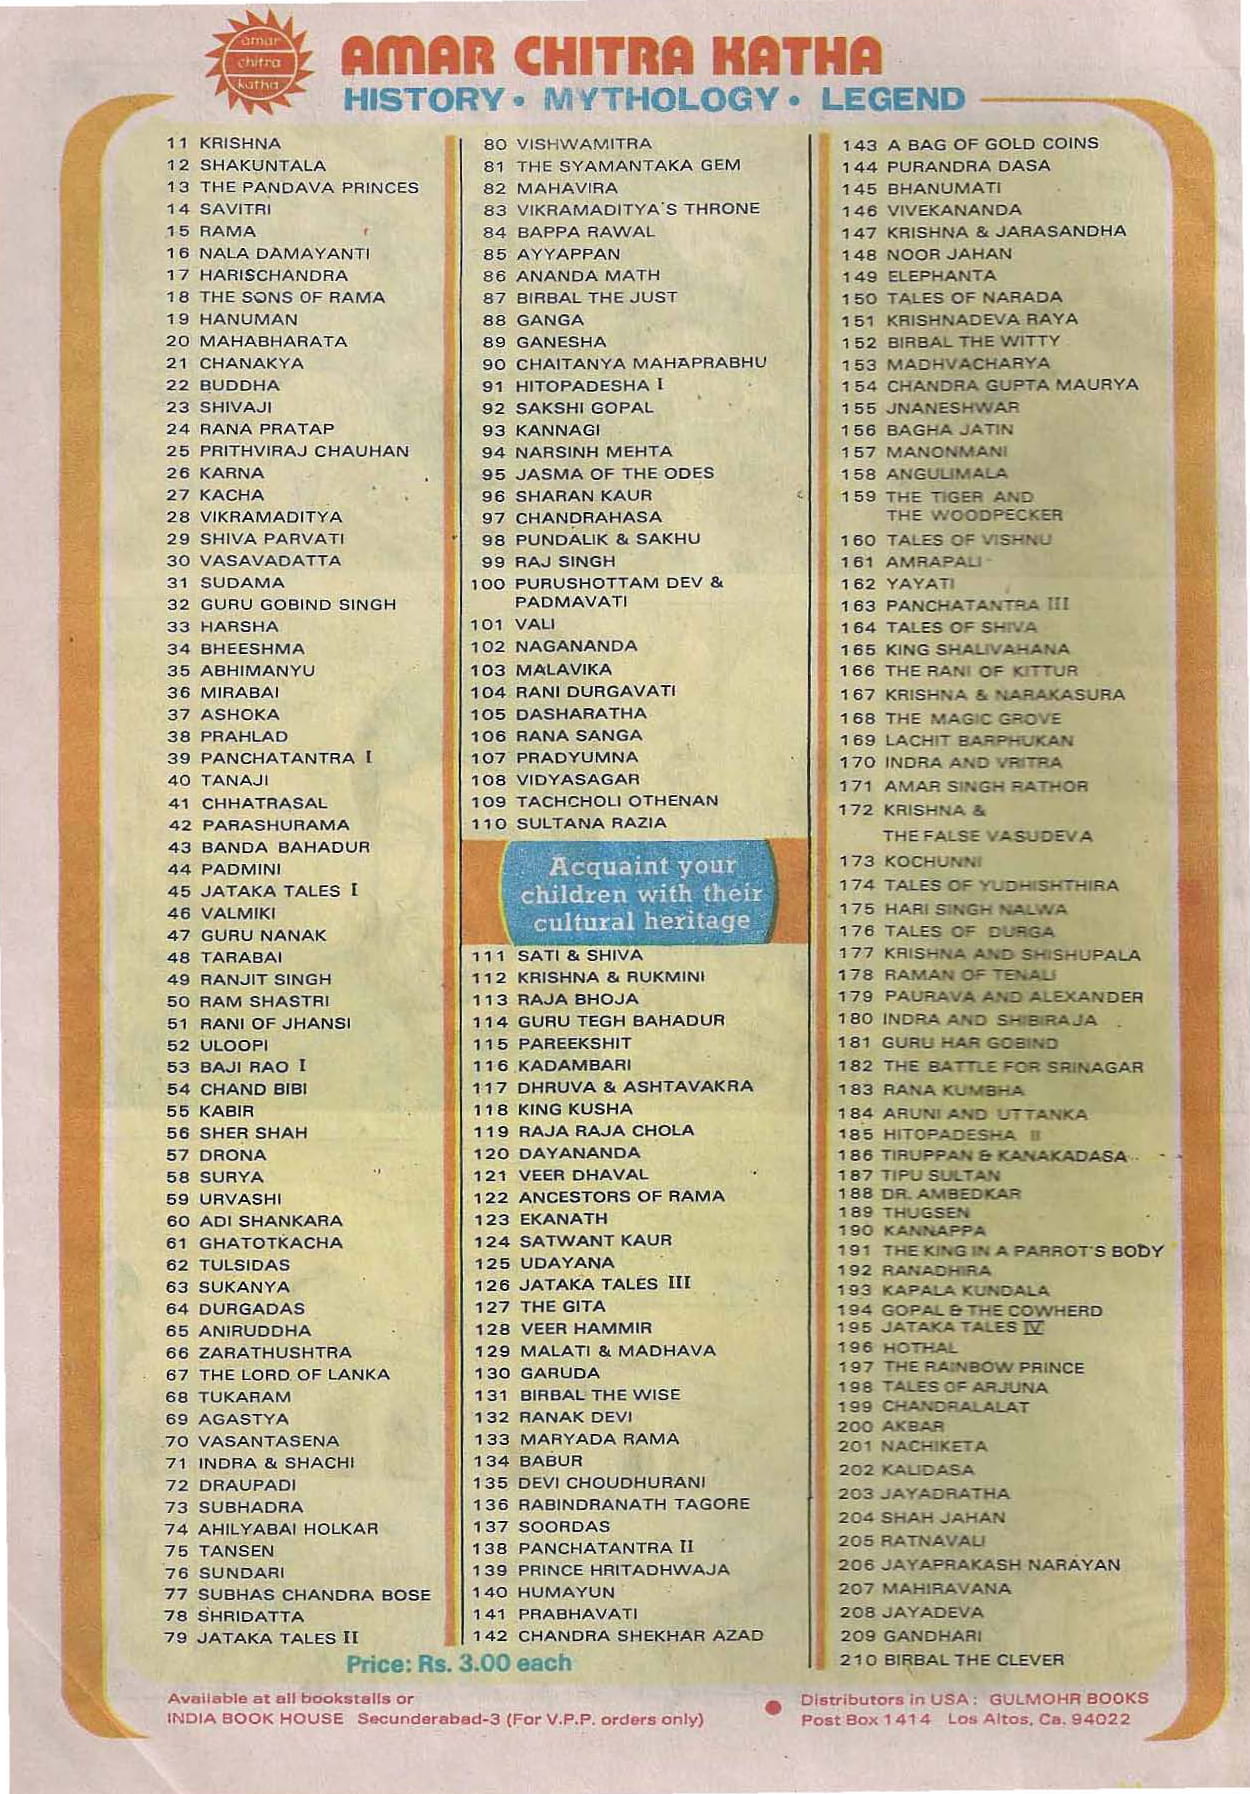 amar
chitra
katha
AMAR CHITRA KATHA
HISTORY • MYTHOLOGY • LEGEND
11 KRISHNA
12 SHAKUNTALA
13 THE PANDAVA PRINCES
14 SAVITRI
15 RAMA
16 NALA DAMAYANTI
17 HARISCHANDRA
18 THE SONS OF RAMA
19 HANUMAN
20 MAHABHARATA
21 CHANAKYA
22 BUDDHA
23 SHIVAJI
24 RANA PRATAP
25 PRITHVIRAJ CHAUHAN
26 KARNA
27 KACHA
28 VIKRAMADITYA
29 SHIVA PARVATI
30 VASAVADATTA
31 SUDAMA
32 GURU GOBIND SINGH
33 HARSHA
34 BHEESHMA
35 ABHIMANYU
36 MIRABAI
37 ASHOKA
38 PRAHLAD
39 PANCHATANTRA I
40 TANAJI
41 CHHATRASAL
42 PARASHURAMA
43 BANDA BAHADUR
44 PADMINI
45 JATAKA TALES I
46 VALMIKI
47 GURU NANAK
48 TARABAI
49 RANJIT SINGH
50 RAM SHASTRI
51 RANI OF JHANSI
52 ULOOPI
53 BAJI RAO I
54 CHAND BIBI
55 KABIR
56 SHER SHAH
57 DRONA
58 SURYA
59 URVASHI
60 ADI SHANKARA
61 GHATOTKACHA
62 TULSIDAS
63 SUKANYA
64 DURGADAS
65 ANIRUDDHA
66 ZARATHUSHTRA
67 THE LORD OF LANKA
68 TUKARAM
69 AGASTYA
70 VASANTASENA
71 INDRA & SHACHI
72 DRAUPADI
73 SUBHADRA
74 AHILYABAI HOLKAR
75 TANSEN
76 SUNDARI
77 SUBHAS CHANDRA BOSE
78 SHRIDATTA
79 JATAKA TALES II
80 VISHWAMITRA
81 THE SYAMANTAKA GEM
82 MAHAVIRA
83 VIKRAMADITYA'S THRONE
84 BAPPA RAWAL
85 AYYAPPAN
86 ANANDA MATH
87 BIRBAL THE JUST
88 GANGA
89 GANESHA
90 CHAITANYA MAHAPRABHU
91 HITOPADESHA I
92 SAKSHI GOPAL
93 KANNAGI
94 NARSINH MEHTA
95 JASMA OF THE ODES
96 SHARAN KAUR
97 CHANDRAHASA
98 PUNDALIK & SAKHU
99 RAJ SINGH
100 PURUSHOTTAM DEV &
PADMAVATI
101 VALI
102 NAGANANDA
103 MALAVIKA
104 RANI DURGAVATI
105 DASHARATHA
106 RANA SANGA
107 PRADYUMNA
108 VIDYASAGAR
109 TACHCHOLI OTHENAN
110 SULTANA RAZIA
Acquaint your
children with their
cultural heritage
111 SATI & SHIVA
112 KRISHNA & RUKMINI
113 RAJA BHOJA
114 GURU TEGH BAHADUR
115 PAREEKSHIT
116 KADAMBARI
117 DHRUVA & ASHTAVAKRA
118 KING KUSHA
119 RAJA RAJA CHOLA
120 DAYANANDA
121 VEER DHAVAL
122 ANCESTORS OF RAMA
123 EKANATH
124 SATWANT KAUR
125 UDAYANA
126 JATAKA TALES III
127 THE GITA
128 VEER HAMMIR
129 MALATI & MADHAVA
130 GARUDA
131 BIRBAL THE WISE
132 RANAK DEVI
133 MARYADA RAMA
134 BABUR
135 DEVI CHOUDHURANI
136 RABINDRANATH TAGORE
137 SOORDAS
138 PANCHATANTRA II
139 PRINCE HRITADHWAJA
140 HUMAYUN
141 PRABHAVATI
142 CHANDRA SHEKHAR AZAD
143 A BAG OF GOLD COINS
144 PURANDRA DASA
145 BHANUMATI
146 VIVEKANANDA
147 KRISHNA & JARASANDHA
148 NOOR JAHAN
149 ELEPHANTA
150 TALES OF NARADA
151 KRISHNADEVA RAYA
152 BIRBAL THE WITTY
153 MADHVACHARYA
154 CHANDRA GUPTA MAURYA
155 JNANESHWAR
156 BAGHA JATIN
157 MANONMANI
158 ANGULIMALA
159 THE TIGER AND
THE WOODPECKER
160 TALES OF VISHNU
161 AMRAPALI
162 YAYATI
163 PANCHATANTRA III
164 TALES OF SHIVA
165 KING SHALIVAHANA
166 THE RANI OF KITTUR
167 KRISHNA & NARAKASURA
168 THE MAGIC GROVE
169 LACHIT BARPHUKAN
170 INDRA AND VRITRA
171 AMAR SINGH RATHOR
172 KRISHNA &
THE FALSE VASUDEVA
173 KOCHUNNI
174 TALES OF YUDHISHTHIRA
175 HARI SINGH NALWA
176 TALES OF DURGA
177 KRISHNA AND SHISHUPALA
178 RAMAN OF TENALI
179 PAURAVA AND ALEXANDER
180 INDRA AND SHIBIRAJA
181 GURU HAR GOBIND
182 THE BATTLE FOR SRINAGAR
183 RANA KUMBHA
184 ARUNI AND UTTANKA
185 HITOPADESHA II
186 TIRUPPAN & KANAKADASA
187 TIPU SULTAN
188 DR. AMBEDKAR
189 THUGSEN
190 KANNAPPA
191 THE KING IN A PARROT'S BODY
192 RANADHIRA
193 KAPALA KUNDALA
194 GOPAL & THE COWHERD
195 JATAKA TALES IV
196 HOTHAL
197 THE RAINBOW PRINCE
198 TALES OF ARJUNA
199 CHANDRALALAT
200 AKBAR
201 NACHIKETA
202 KALIDASA
203 JAYADRATHA
204 SHAH JAHAN
205 RATNAVALI
206 JAYAPRAKASH NARAYAN
207 MAHIRAVANA
208 JAYADEVA
209 GANDHARI
210 BIRBAL THE CLEVER
Price: Rs. 3.00 each
Available at all bookstalls or
INDIA BOOK HOUSE Secunderabad-3 (For V.P.P. orders only)
• Distributors in USA: GULMOHR BOOKS
Post Box 1414 Los Altos, Ca. 94022